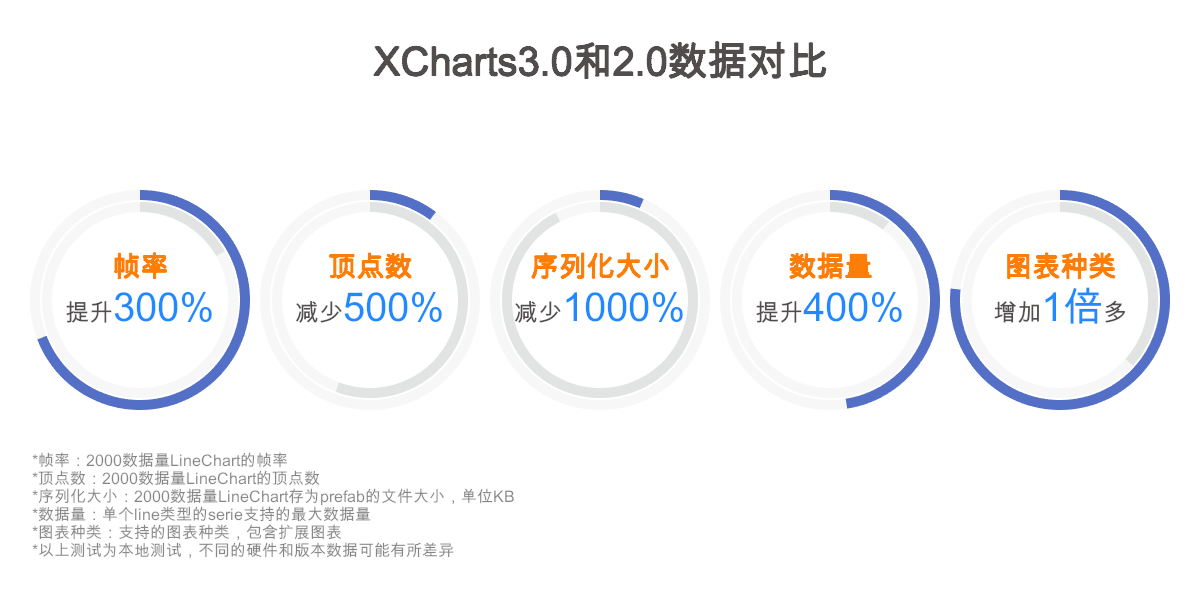 XCharts3.0和2.0数据对比
帧率
提升300%
顶点数
减少500%
序列化大小
减少1000%
数据量
提升400%
图表种类
增加1倍多
*帧率：2000数据量LineChart的帧率
*顶点数：2000数据量LineChart的顶点数
*序列化大小：2000数据量LineChart存为prefab的文件大小，单位KB
*数据量：单个line类型的serie支持的最大数据量
*图表种类：支持的图表种类，包含扩展图表
*以上测试为本地测试，不同的硬件和版本数据可能有所差异